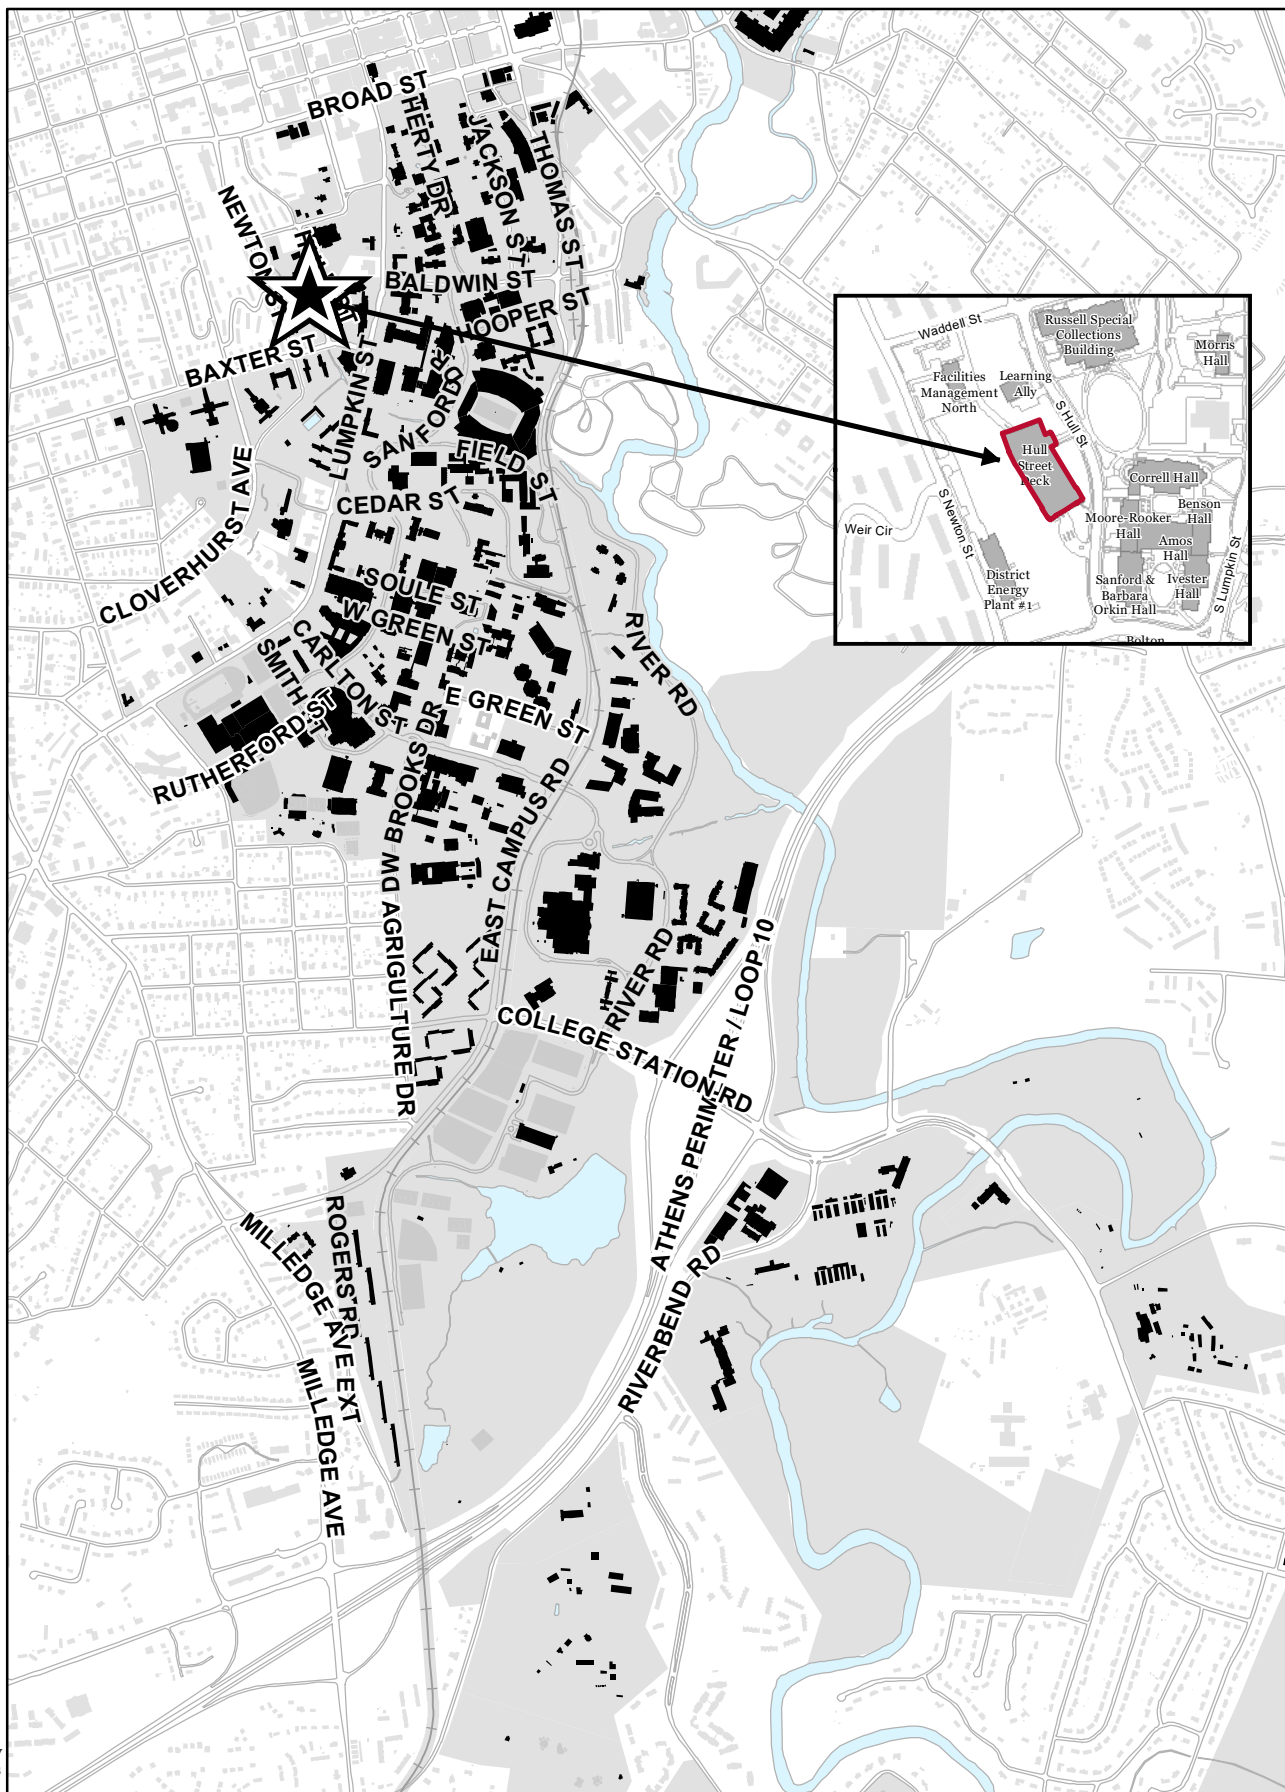 BROAD ST
HERTY DR
JACKSON ST
THOMAS ST
NEWTON
BALDWIN ST
HOOPER ST
BAXTER ST
LUMPKIN ST
SANFORD DR
FIELD ST
CEDAR ST
CLOVERHURST AVE
SOULE ST
W GREEN ST
CARLTON ST
SMITH ST
RUTHERFORD ST
E GREEN ST
RIVER RD
DW BROOKS DR
EAST CAMPUS RD
AGRIGULTURE DR
RIVER RD
COLLEGE STATION RD
ATHENS PERIMETER / LOOP 10
RIVERBEND RD
ROGERS RD
MILLEDGE AVE EXT
MILLEDGE AVE
Waddell St
Russell Special
Collections
Building
Morris
Hall
Facilities
Management
North
Learning
Ally
S Hull St
Hull
Street
Deck
Correll Hall
S Newton St
Weir Cir
Moore-Rooker
Hall
Benson
Hall
Amos
Hall
District
Energy
Plant #1
Sanford &
Barbara
Orkin Hall
Ivester
Hall
S Lumpkin St
Bolton